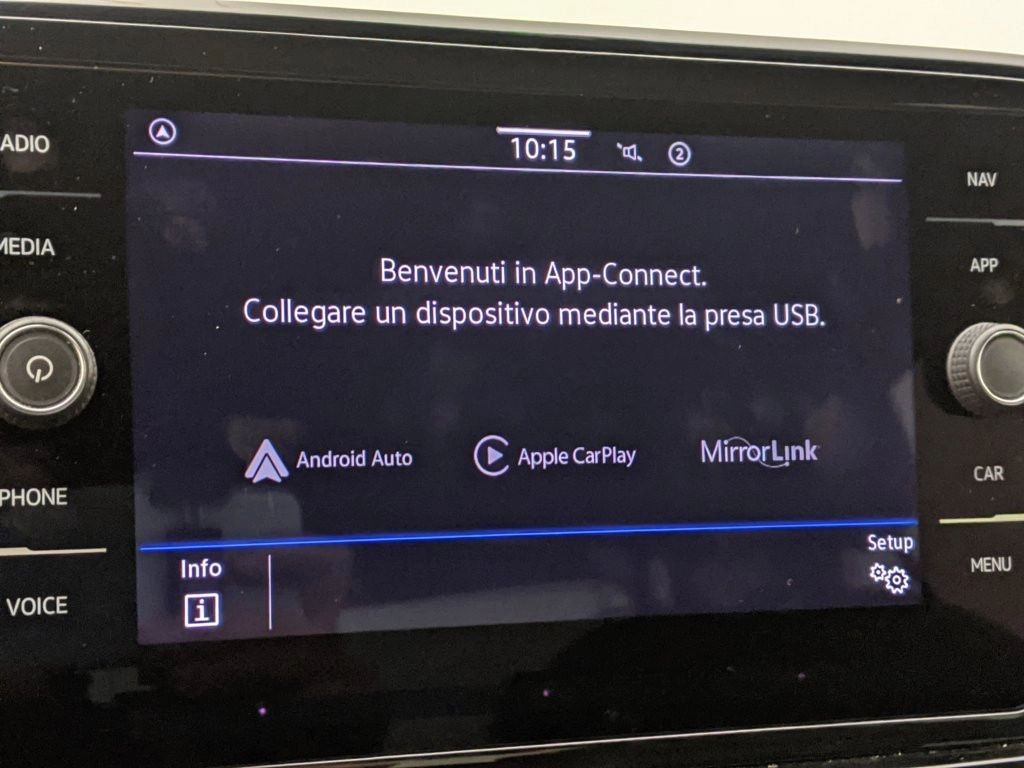 10:15
2
NAV
MEDIA
APP
Benvenuti in App-Connect.
Collegare un dispositivo mediante la presa USB.
Android Auto
Apple CarPlay
MirrorLink
CAR
PHONE
Setup
Info
i
MENU
VOICE